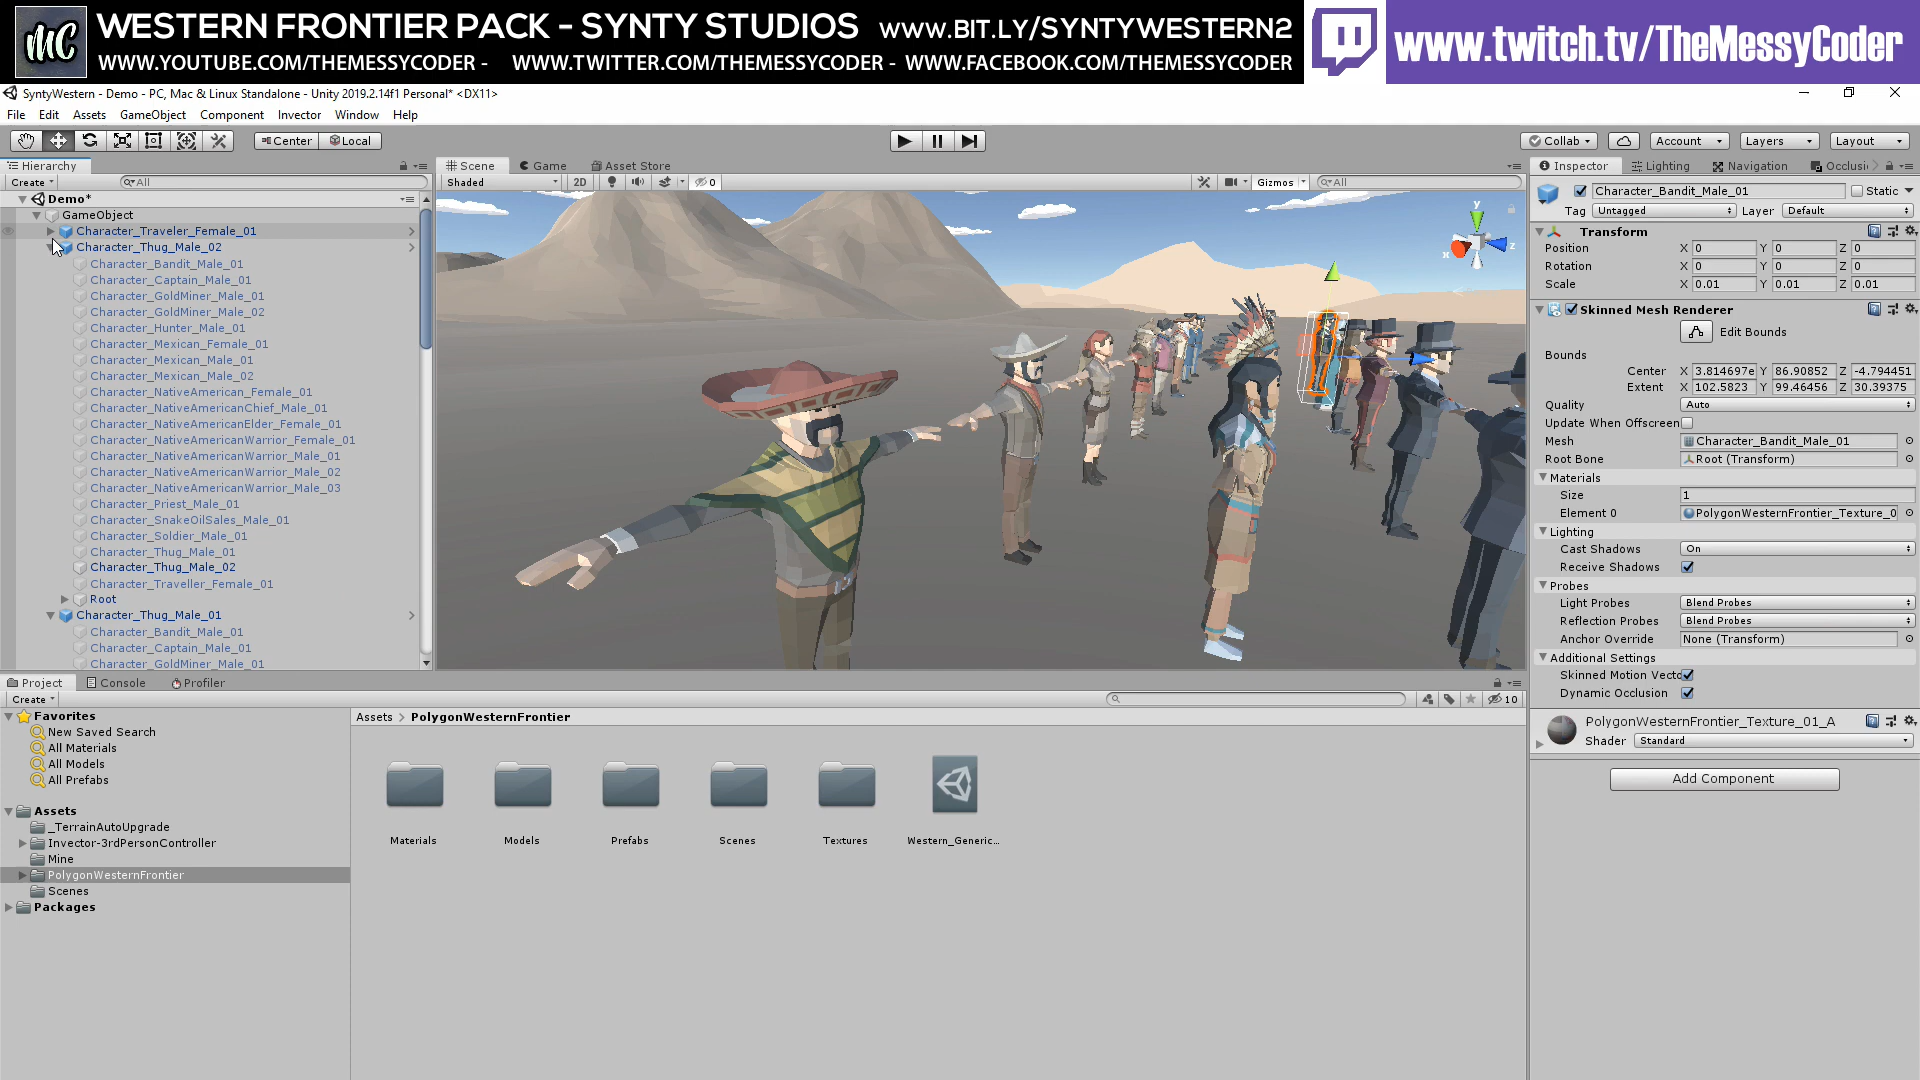 MC WESTERN FRONTIER PACK - SYNTY STUDIOS WWW.BIT.LY/SYNTYWESTERN2
WWW.YOUTUBE.COM/THEMESSYCODER - WWW.TWITTER.COM/THEMESSYCODER - WWW.FACEBOOK.COM/THEMESSYCODER
www.twitch.tv/TheMessyCoder
SyntyWestern - Demo - PC, Mac & Linux Standalone - Unity 2019.2.14f1 Personal* <DX11>
File Edit Assets GameObject Component Invector Window Help
Center Local Collab Account Layers Layout
Hierarchy
Create All
Demo*
GameObject
Character_Traveler_Female_01
Character_Thug_Male_02
Character_Bandit_Male_01
Character_Captain_Male_01
Character_GoldMiner_Male_01
Character_GoldMiner_Male_02
Character_Hunter_Male_01
Character_Mexican_Female_01
Character_Mexican_Male_01
Character_Mexican_Male_02
Character_NativeAmerican_Female_01
Character_NativeAmericanChief_Male_01
Character_NativeAmericanElder_Female_01
Character_NativeAmericanWarrior_Female_01
Character_NativeAmericanWarrior_Male_01
Character_NativeAmericanWarrior_Male_02
Character_NativeAmericanWarrior_Male_03
Character_Priest_Male_01
Character_SnakeOilSales_Male_01
Character_Soldier_Male_01
Character_Thug_Male_01
Character_Thug_Male_02
Character_Traveller_Female_01
Root
Character_Thug_Male_01
Character_Bandit_Male_01
Character_Captain_Male_01
Character_GoldMiner_Male_01
Scene Game Asset Store
Shaded 2D 0 Gizmos All
y
x z
Inspector Lighting Navigation Occlusi
Character_Bandit_Male_01 Static
Tag Untagged Layer Default
Transform
Position X 0 Y 0 Z 0
Rotation X 0 Y 0 Z 0
Scale X 0.01 Y 0.01 Z 0.01
Skinned Mesh Renderer
Edit Bounds
Bounds
Center X 3.814697e Y 86.90852 Z -4.794451
Extent X 102.5823 Y 99.46456 Z 30.39375
Quality Auto
Update When Offscreen
Mesh Character_Bandit_Male_01
Root Bone Root (Transform)
Materials
Size 1
Element 0 PolygonWesternFrontier_Texture_0
Lighting
Cast Shadows On
Receive Shadows
Probes
Light Probes Blend Probes
Reflection Probes Blend Probes
Anchor Override None (Transform)
Additional Settings
Skinned Motion Vecto
Dynamic Occlusion
PolygonWesternFrontier_Texture_01_A
Shader Standard
Add Component
Project Console Profiler
Create 10
Favorites
New Saved Search
All Materials
All Models
All Prefabs
Assets
_TerrainAutoUpgrade
Invector-3rdPersonController
Mine
PolygonWesternFrontier
Scenes
Packages
Assets > PolygonWesternFrontier
Materials Models Prefabs Scenes Textures Western_Generic...